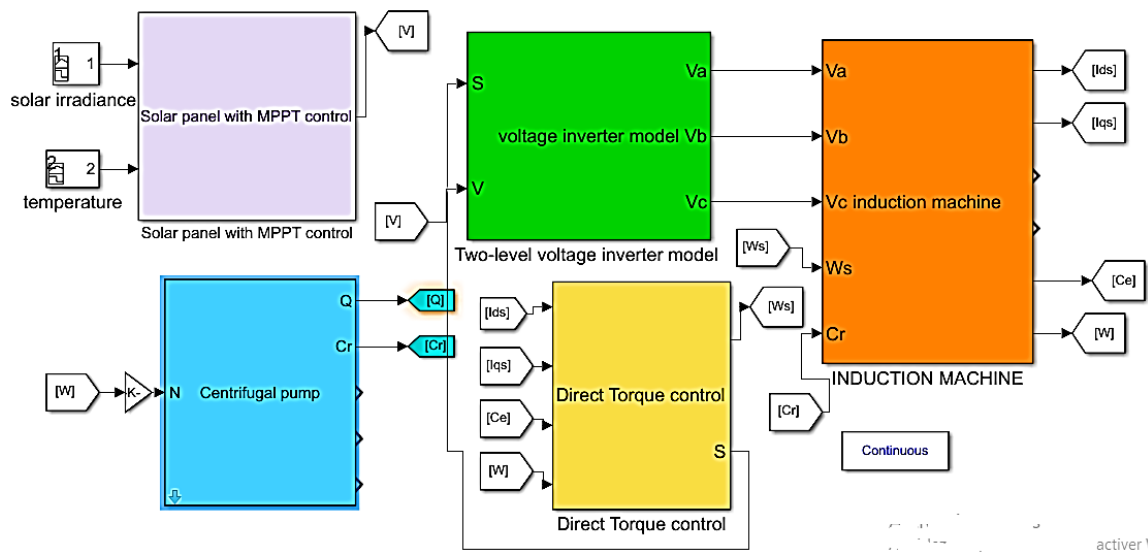 1
1
solar irradiance
2
2
temperature
Solar panel with MPPT control
Solar panel with MPPT control
[V]
[V]
S
V
voltage inverter model
Va
Vb
Vc
Two-level voltage inverter model
Va
Vb
Vc
induction machine
Ws
Cr
INDUCTION MACHINE
[Ws]
[Cr]
[Ids]
[Iqs]
[Ce]
[W]
[W]
-K-
N
Centrifugal pump
Q
Cr
[Q]
[Cr]
[Ids]
[Iqs]
[Ce]
[W]
Direct Torque control
S
Direct Torque control
[Ws]
Continuous
activer